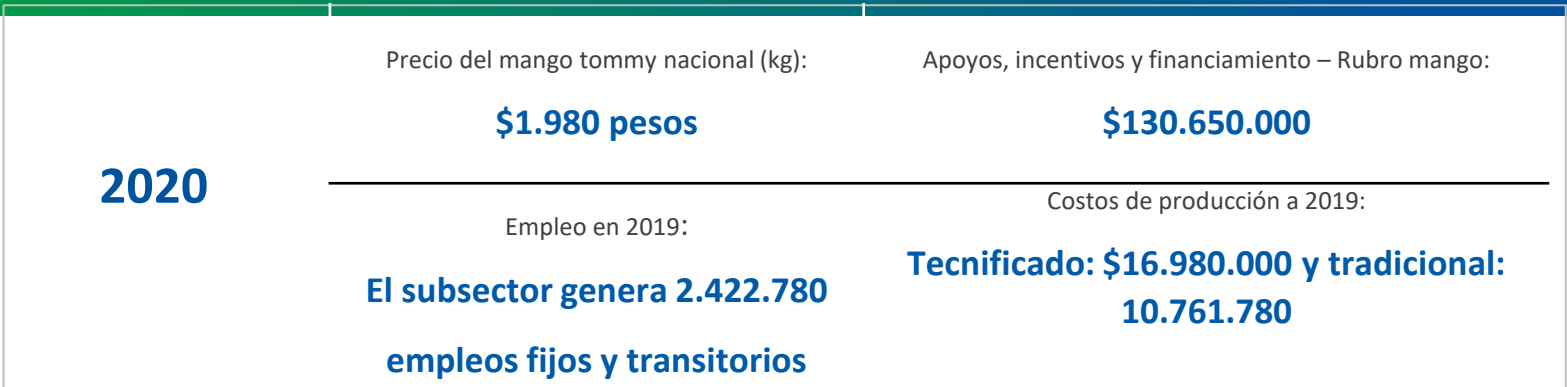 2020
Precio del mango tommy nacional (kg):
$1.980 pesos
Apoyos, incentivos y financiamiento – Rubro mango:
$130.650.000
Empleo en 2019:
El subsector genera 2.422.780
empleos fijos y transitorios
Costos de producción a 2019:
Tecnificado: $16.980.000 y tradicional:
10.761.780